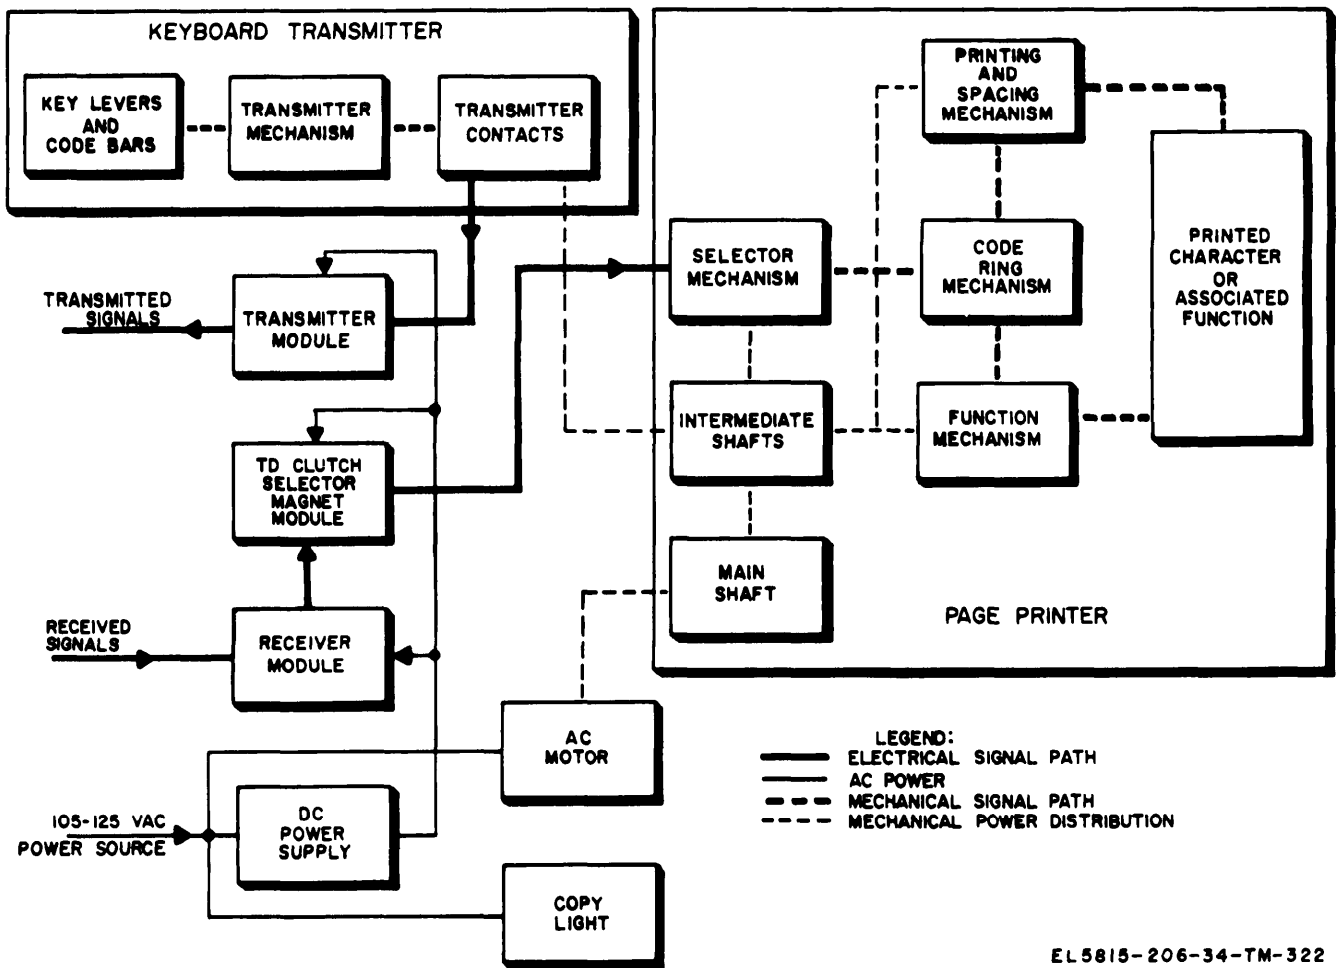 KEYBOARD TRANSMITTER
KEY LEVERS
AND
CODE BARS
TRANSMITTER
MECHANISM
TRANSMITTER
CONTACTS
PRINTING
AND
SPACING
MECHANISM
SELECTOR
MECHANISM
CODE
RING
MECHANISM
PRINTED
CHARACTER
OR
ASSOCIATED
FUNCTION
TRANSMITTED
SIGNALS
TRANSMITTER
MODULE
INTERMEDIATE
SHAFTS
FUNCTION
MECHANISM
TD CLUTCH
SELECTOR
MAGNET
MODULE
MAIN
SHAFT
PAGE PRINTER
RECEIVED
SIGNALS
RECEIVER
MODULE
AC
MOTOR
LEGEND:
ELECTRICAL SIGNAL PATH
AC POWER
MECHANICAL SIGNAL PATH
MECHANICAL POWER DISTRIBUTION
105-125 VAC
POWER SOURCE
DC
POWER
SUPPLY
COPY
LIGHT
EL5815-206-34-TM-322